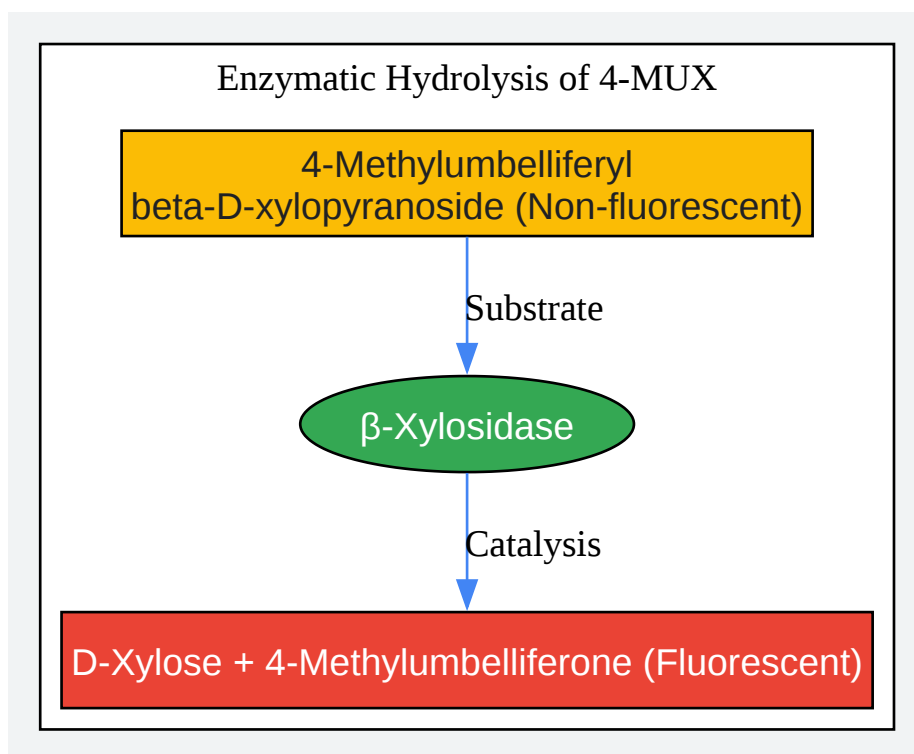 Enzymatic Hydrolysis of 4-MUX
4-Methylumbelliferyl
beta-D-xylopyranoside (Non-fluorescent)
Substrate
β-Xylosidase
Catalysis
D-Xylose + 4-Methylumbelliferone (Fluorescent)